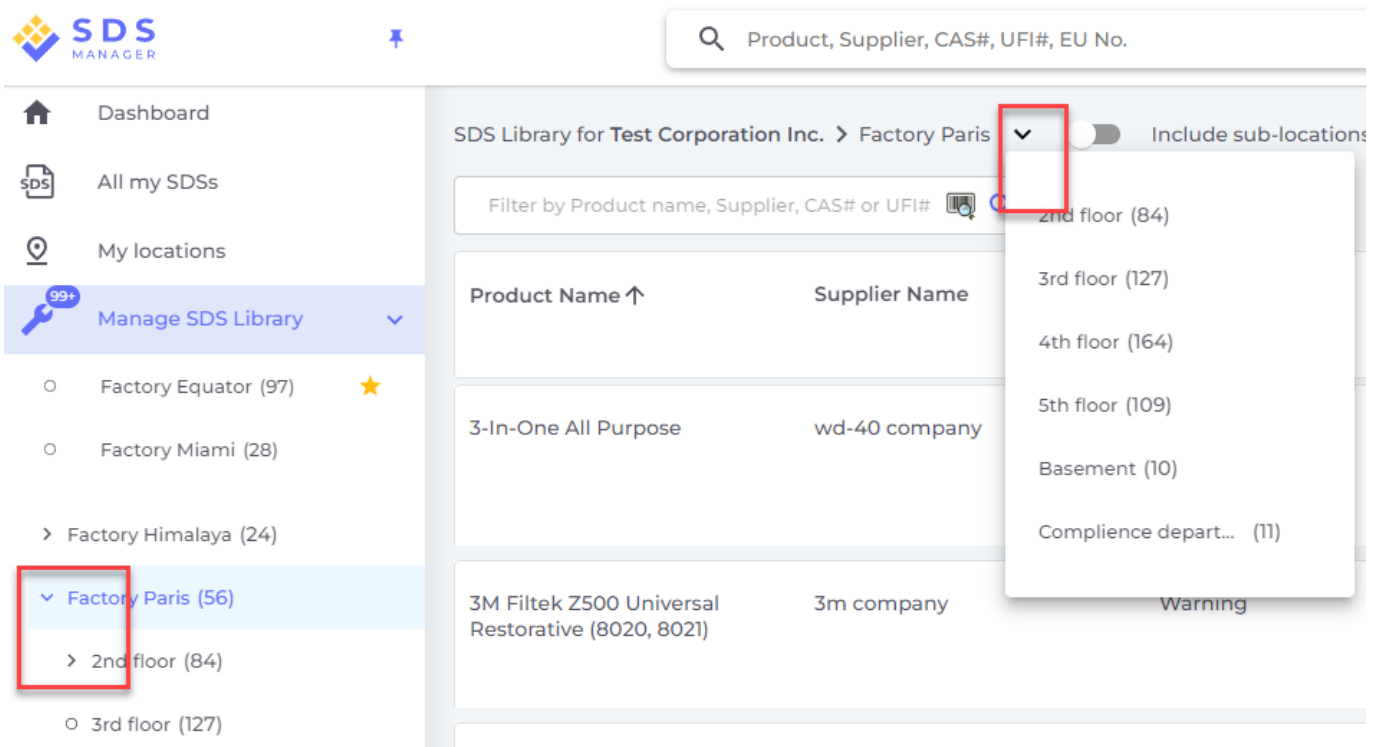 SDS
MANAGER
Product, Supplier, CAS#, UFI#, EU No.
Dashboard
SDS
All my SDSs
My locations
99+
Manage SDS Library
Factory Equator (97)
Factory Miami (28)
Factory Himalaya (24)
Factory Paris (56)
2nd floor (84)
3rd floor (127)
SDS Library for Test Corporation Inc. > Factory Paris
Include sub-locations
Filter by Product name, Supplier, CAS# or UFI#
2nd floor (84)
3rd floor (127)
4th floor (164)
5th floor (109)
Basement (10)
Complience depart... (11)
Product Name Supplier Name
3-In-One All Purpose wd-40 company
3M Filtek Z500 Universal 3m company Warning
Restorative (8020, 8021)